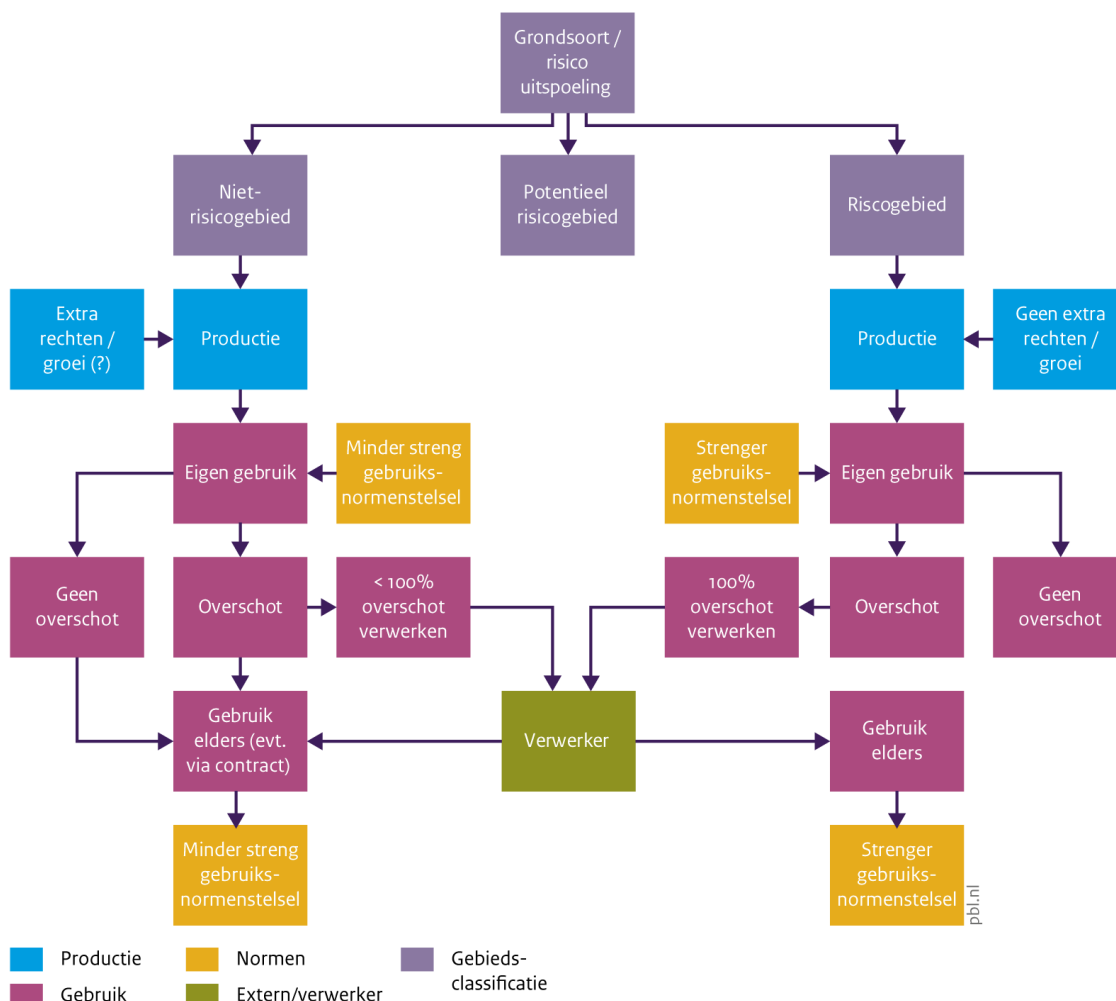 Grondsoort /
risico
uitspoeling
Niet-
risicogebied
Potentieel
risicogebied
Riscogebied
Extra
rechten /
groei (?)
Productie
Productie
Geen extra
rechten /
groei
Eigen gebruik
Minder streng
gebruiks-
normenstelsel
Strenger
gebruiks-
normenstelsel
Eigen gebruik
Geen
overschot
Overschot
< 100%
overschot
verwerken
100%
overschot
verwerken
Overschot
Geen
overschot
Gebruik
elders (evt.
via contract)
Verwerker
Gebruik
elders
Minder streng
gebruiks-
normenstelsel
Strenger
gebruiks-
normenstelsel
pbl.nl
Productie
Normen
Gebieds-
classificatie
Gebruik
Extern/verwerker